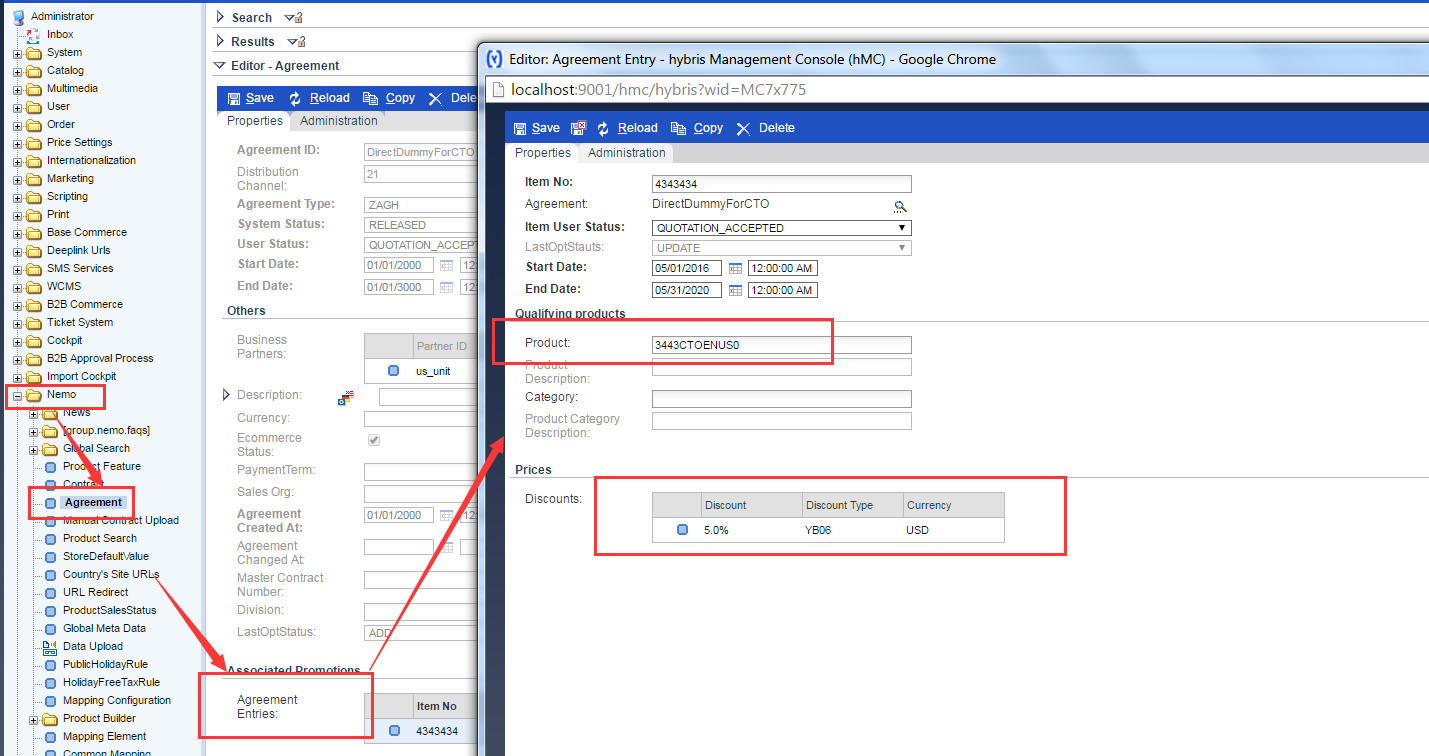 Administrator
Inbox
System
Catalog
Multimedia
User
Order
Price Settings
Internationalization
Marketing
Scripting
Print
Base Commerce
Deeplink Urls
SMS Services
WCMS
B2B Commerce
Ticket System
Cockpit
B2B Approval Process
Import Cockpit
Nemo
News
[group.nemo.faqs]
Global Search
Product Feature
Contract
Agreement
Manual Contract Upload
Product Search
StoreDefaultValue
Country's Site URLs
URL Redirect
ProductSalesStatus
Global Meta Data
Data Upload
PublicHolidayRule
HolidayFreeTaxRule
Mapping Configuration
Product Builder
Mapping Element
Common Mapping
Search
Results
Editor - Agreement
Save Reload Copy Dele
Properties Administration
Agreement ID: DirectDummyForCTO
Distribution
Channel: 21
Agreement Type: ZAGH
System Status: RELEASED
User Status: QUOTATION_ACCEPT
Start Date: 01/01/2000 12:
End Date: 01/01/3000 12:
Others
Business
Partners:
Partner ID
us_unit
Description:
Currency:
Ecommerce
Status:
PaymentTerm:
Sales Org:
Agreement
Created At: 01/01/2000 12:
Agreement
Changed At:
Master Contract
Number:
Division:
LastOptStatus: ADD
Associated Promotions
Agreement
Entries:
Item No
4343434
Editor: Agreement Entry - hybris Management Console (hMC) - Google Chrome
localhost:9001/hmc/hybris?wid=MC7x775
Save Reload Copy Delete
Properties Administration
Item No: 4343434
Agreement: DirectDummyForCTO
Item User Status: QUOTATION_ACCEPTED
LastOptStauts: UPDATE
Start Date: 05/01/2016 12:00:00 AM
End Date: 05/31/2020 12:00:00 AM
Qualifying products
Product: 3443CTOENUS0
Product
Description:
Category:
Product Category
Description:
Prices
Discounts:
Discount Discount Type Currency
5.0% YB06 USD